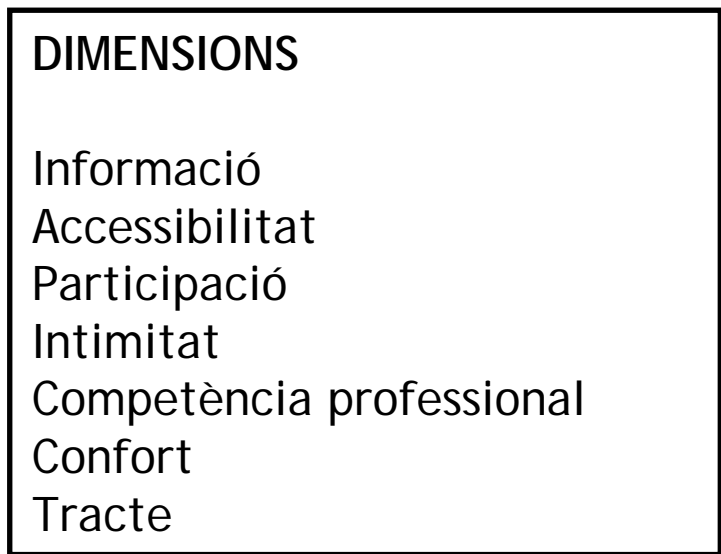 DIMENSIONS
Informació
Accessibilitat
Participació
Intimitat
Competència professional
Confort
Tracte